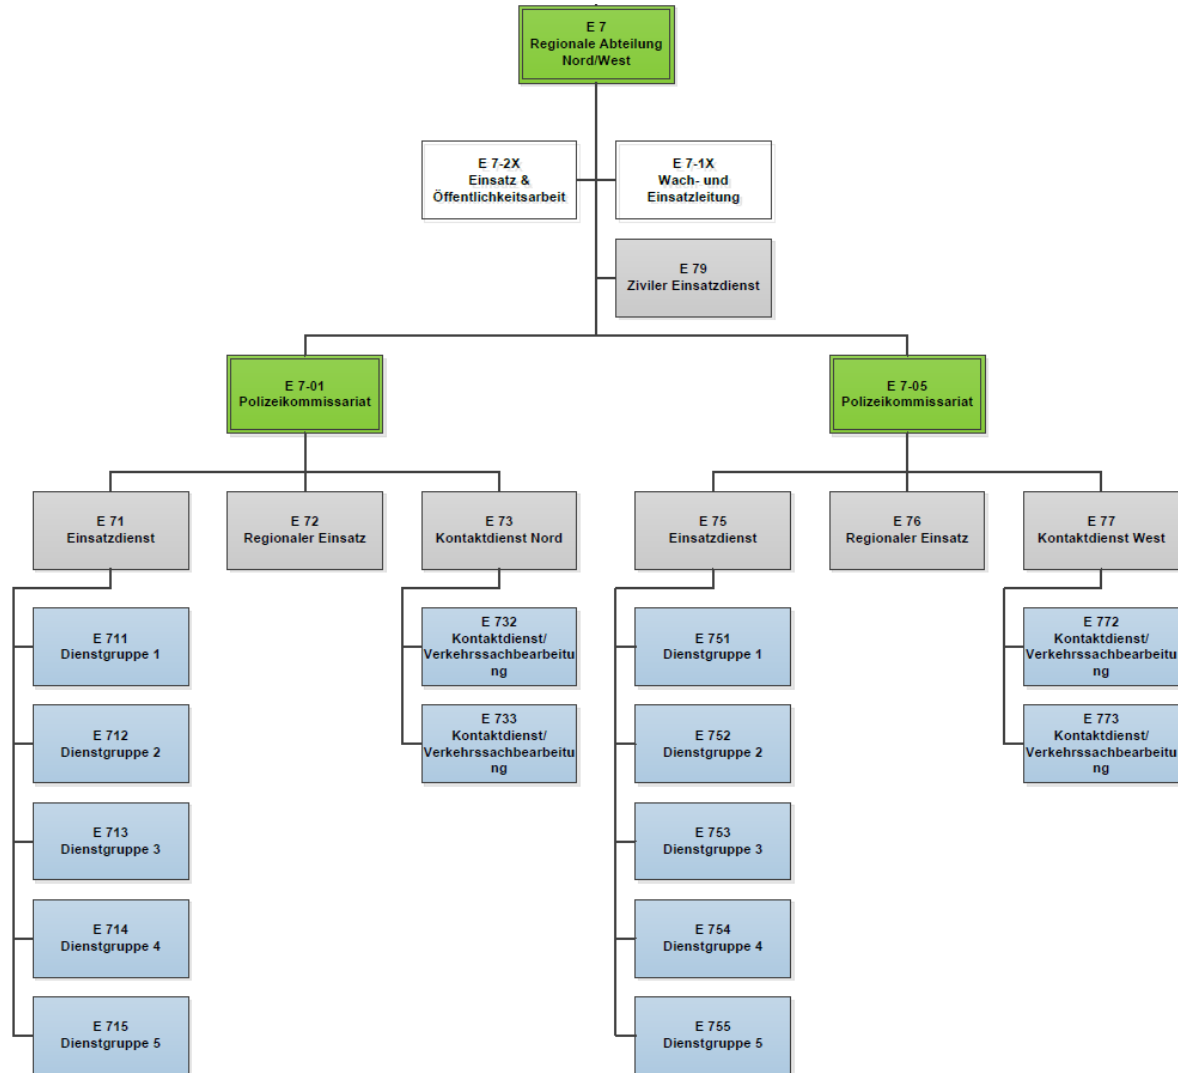 E 7
Regionale Abteilung
Nord/West
E 7-2X
Einsatz &
Öffentlichkeitsarbeit
E 7-1X
Wach- und
Einsatzleitung
E 79
Ziviler Einsatzdienst
E 7-01
Polizeikommissariat
E 7-05
Polizeikommissariat
E 71
Einsatzdienst
E 72
Regionaler Einsatz
E 73
Kontaktdienst Nord
E 75
Einsatzdienst
E 76
Regionaler Einsatz
E 77
Kontaktdienst West
E 711
Dienstgruppe 1
E 732
Kontaktdienst/
Verkehrssachbearbeitu
ng
E 751
Dienstgruppe 1
E 772
Kontaktdienst/
Verkehrssachbearbeitu
ng
E 712
Dienstgruppe 2
E 733
Kontaktdienst/
Verkehrssachbearbeitu
ng
E 752
Dienstgruppe 2
E 773
Kontaktdienst/
Verkehrssachbearbeitu
ng
E 713
Dienstgruppe 3
E 753
Dienstgruppe 3
E 714
Dienstgruppe 4
E 754
Dienstgruppe 4
E 715
Dienstgruppe 5
E 755
Dienstgruppe 5